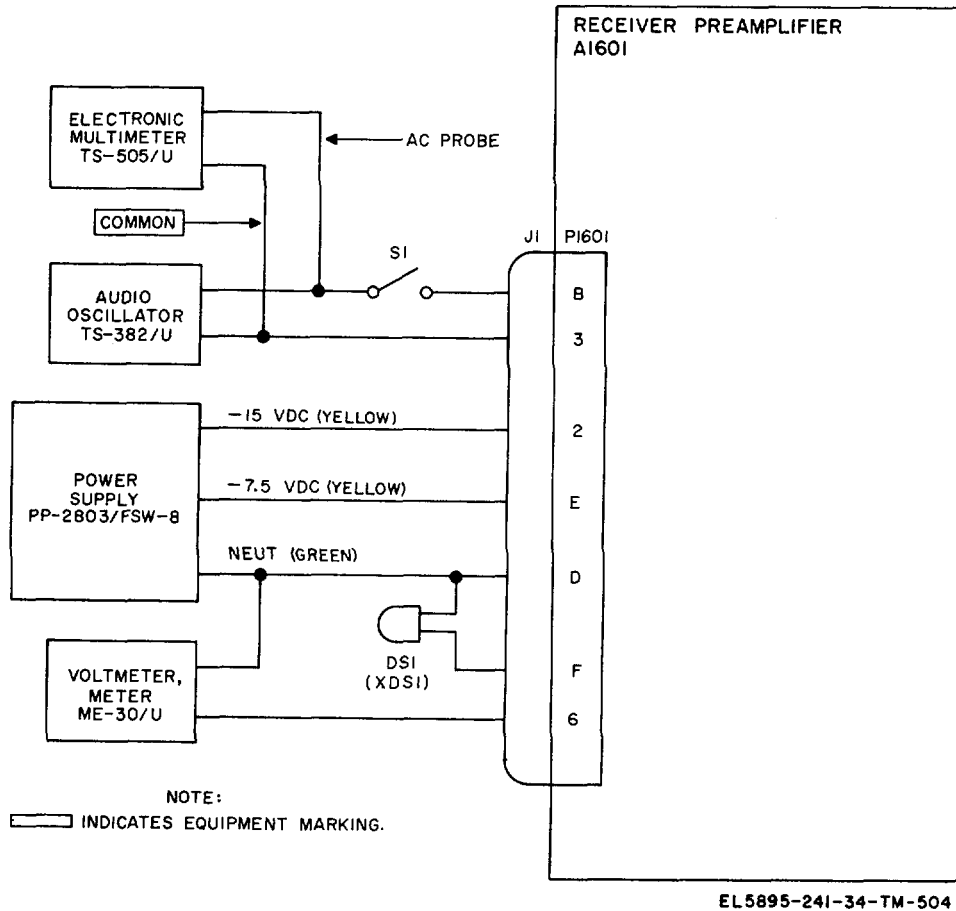 RECEIVER PREAMPLIFIER
A1601
ELECTRONIC
MULTIMETER
TS-505/U
AC PROBE
COMMON
J1 P1601
S1
AUDIO
OSCILLATOR
TS-382/U
B
3
-15 VDC (YELLOW)
2
POWER
SUPPLY
PP-2803/FSW-8
-7.5 VDC (YELLOW)
E
NEUT (GREEN)
D
DS1
(XDS1)
F
VOLTMETER,
METER
ME-30/U
6
NOTE:
INDICATES EQUIPMENT MARKING.
EL5895-241-34-TM-504